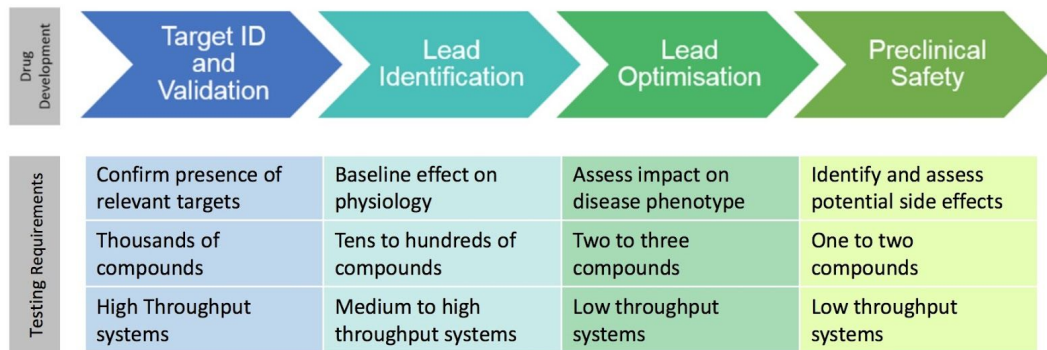 Drug
Development
Target ID
and
Validation
Lead
Identification
Lead
Optimisation
Preclinical
Safety
Testing Requirements
Confirm presence of
relevant targets
Baseline effect on
physiology
Assess impact on
disease phenotype
Identify and assess
potential side effects
Thousands of
compounds
Tens to hundreds of
compounds
Two to three
compounds
One to two
compounds
High Throughput
systems
Medium to high
throughput systems
Low throughput
systems
Low throughput
systems